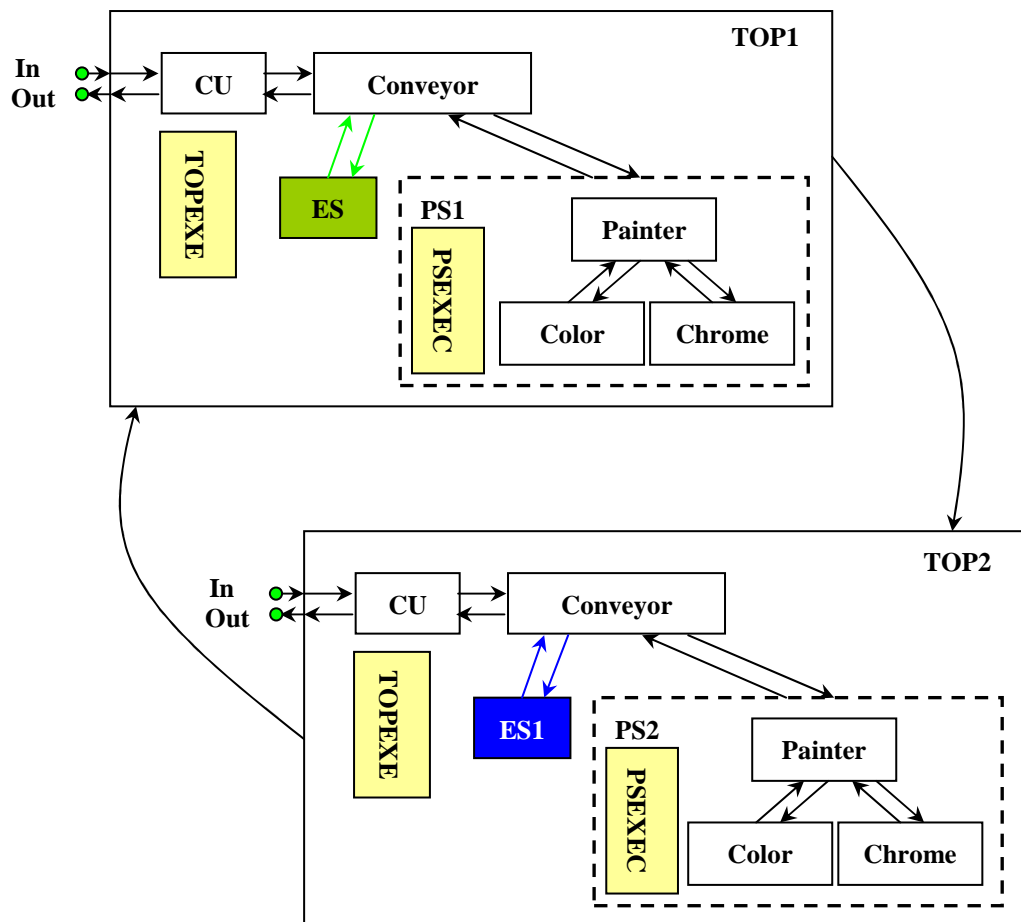 TOP1
In
Out
CU
Conveyor
TOPEXE
ES
PS1
PSEXEC
Painter
Color
Chrome
TOP2
In
Out
CU
Conveyor
TOPEXE
ES1
PS2
PSEXEC
Painter
Color
Chrome